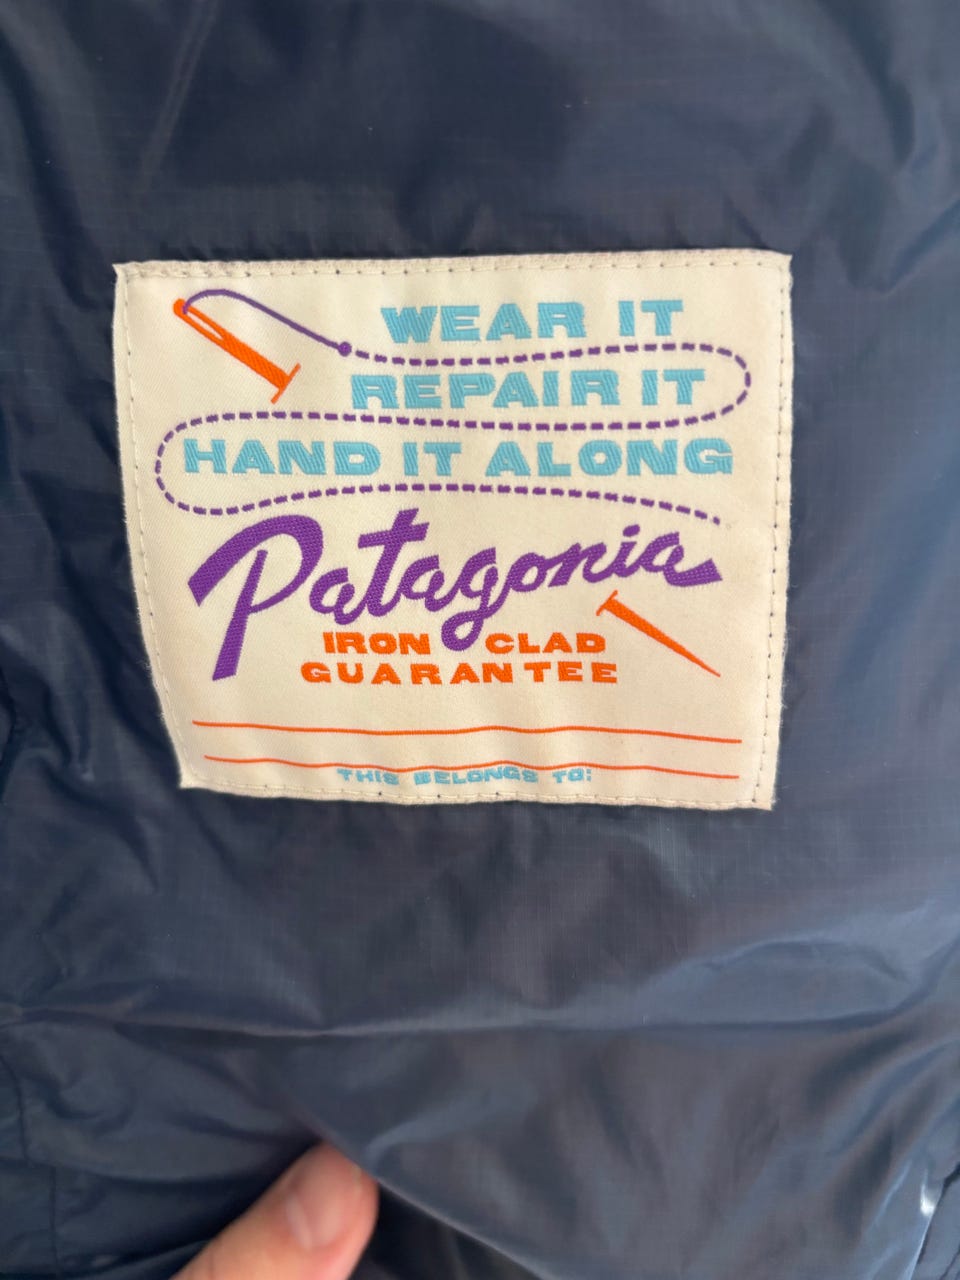 WEAR IT
REPAIR IT
HAND IT ALONG
Patagonia
IRON CLAD
GUARANTEE
THIS BELONGS TO: